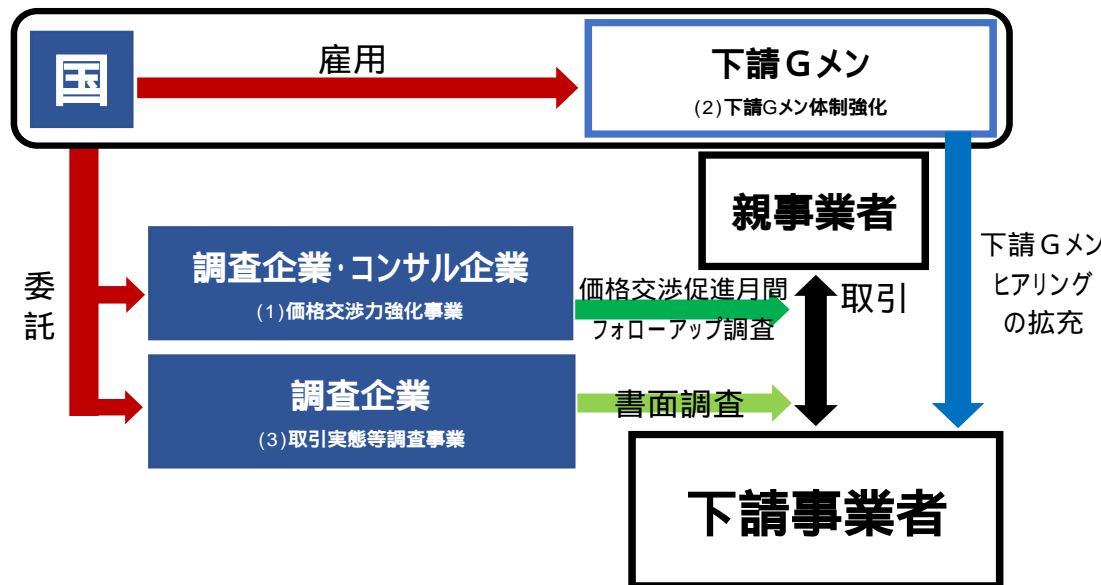 国
雇用
下請Gメン
(2)下請Gメン体制強化
親事業者
委託
調査企業・コンサル企業
(1)価格交渉力強化事業
価格交渉促進月間
フォローアップ調査
取引
下請Gメン
ヒアリング
の拡充
調査企業
(3)取引実態等調査事業
書面調査
下請事業者